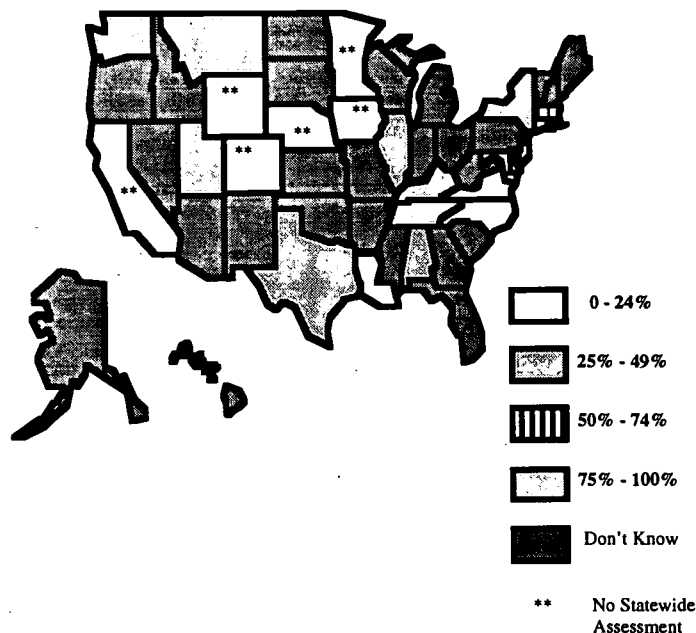 **
**
**
**
**
**
0 - 24%
25% - 49%
50% - 74%
75% - 100%
Don't Know
** No Statewide
Assessment